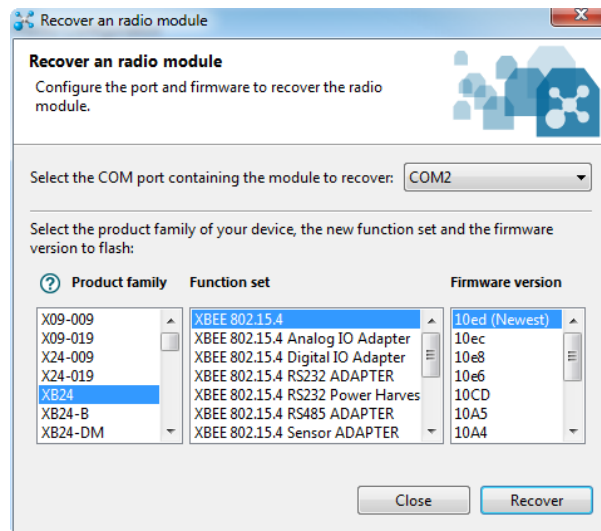 Recover an radio module
Recover an radio module
Configure the port and firmware to recover the radio
module.
Select the COM port containing the module to recover: COM2
Select the product family of your device, the new function set and the firmware
version to flash:
Product family Function set Firmware version
X09-009 XBEE 802.15.4 10ed (Newest)
X09-019 XBEE 802.15.4 Analog IO Adapter 10ec
X24-009 XBEE 802.15.4 Digital IO Adapter 10e8
X24-019 XBEE 802.15.4 RS232 ADAPTER 10e6
XB24 XBEE 802.15.4 RS232 Power Harves 10CD
XB24-B XBEE 802.15.4 RS485 ADAPTER 10A5
XB24-DM XBEE 802.15.4 Sensor ADAPTER 10A4
Close Recover